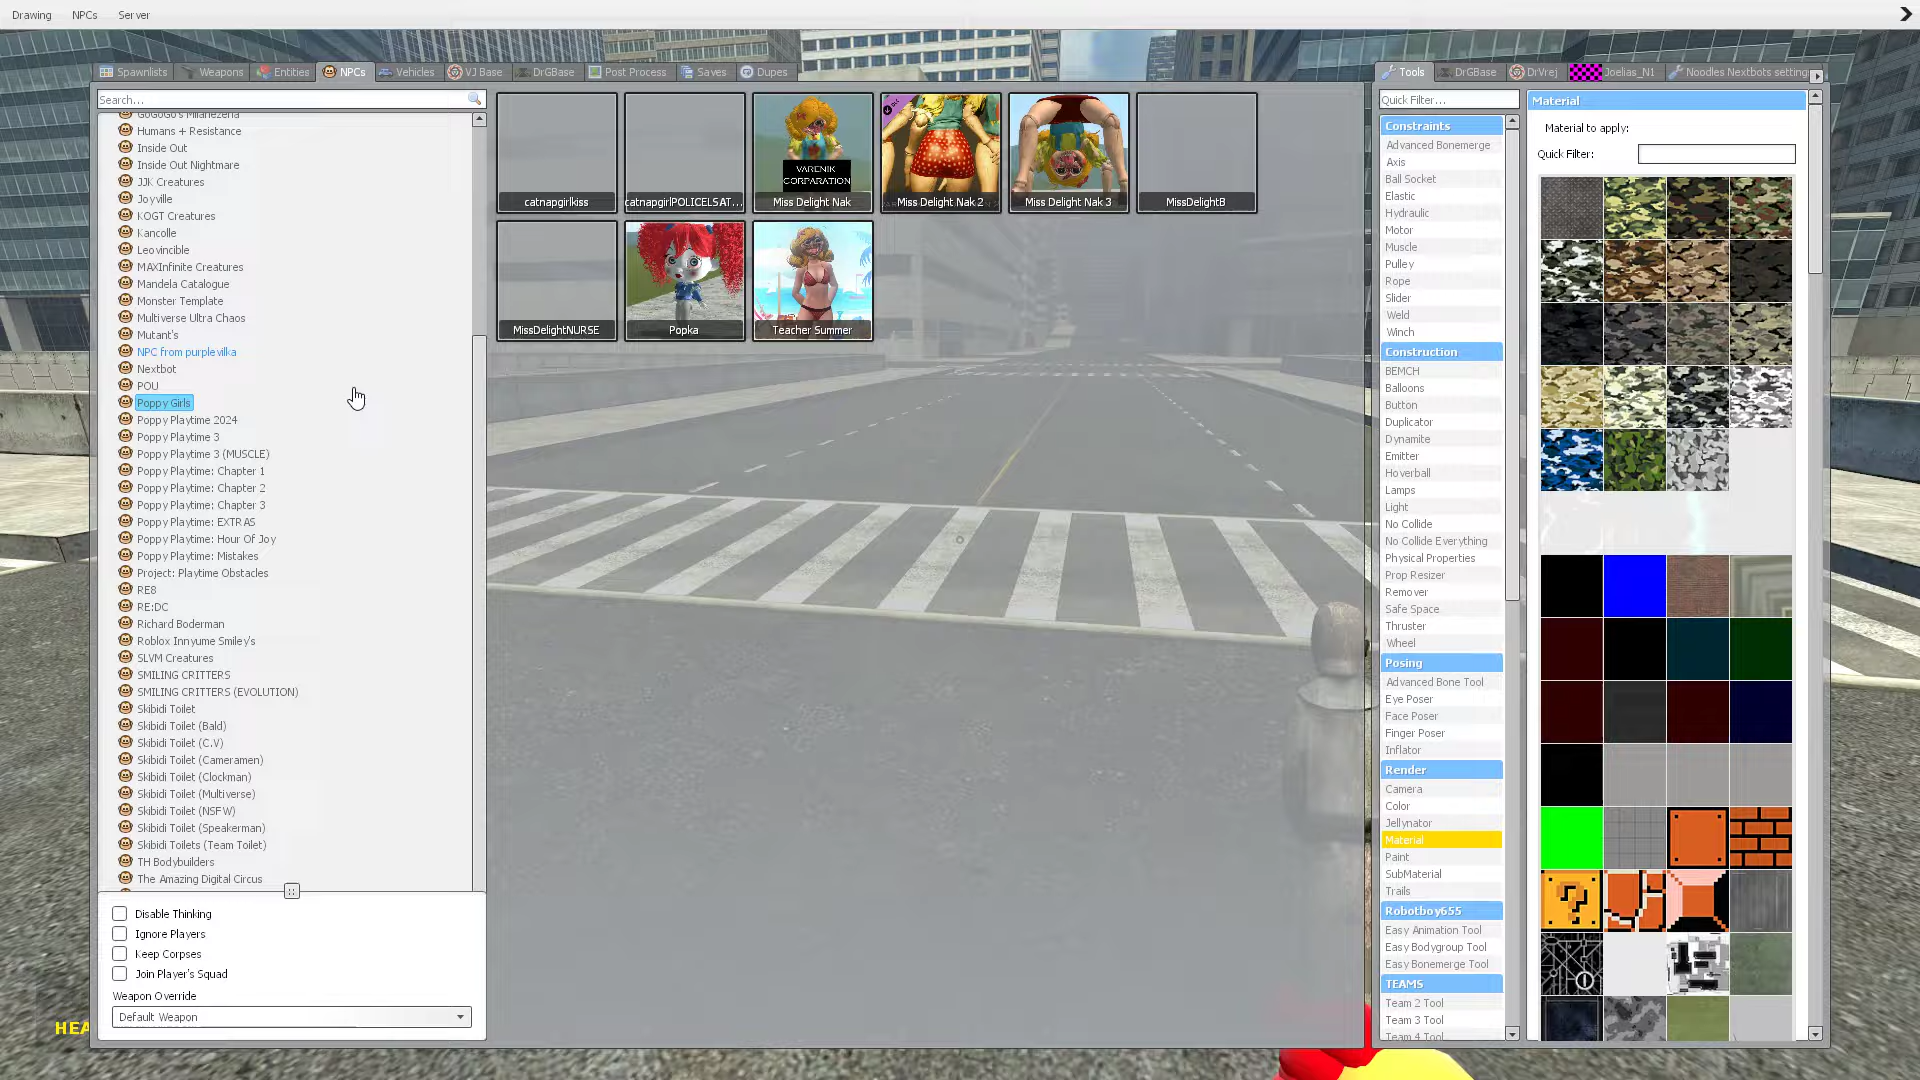 Drawing NPCs Server
Spawnlists Weapons Entities NPCs Vehicles VJ Base DrGBase Post Process Saves Dupes
Search...
GoGoGo's Milanezeria
Humans + Resistance
Inside Out
Inside Out Nightmare
JJK Creatures
Joyville
KOGT Creatures
Kancolle
Leovincible
MAXInfinite Creatures
Mandela Catalogue
Monster Template
Multiverse Ultra Chaos
Mutant's
NPC from purplevilka
Nextbot
POU
Poppy Girls
Poppy Playtime 2024
Poppy Playtime 3
Poppy Playtime 3 (MUSCLE)
Poppy Playtime: Chapter 1
Poppy Playtime: Chapter 2
Poppy Playtime: Chapter 3
Poppy Playtime: EXTRAS
Poppy Playtime: Hour Of Joy
Poppy Playtime: Mistakes
Project: Playtime Obstacles
RE8
RE:DC
Richard Boderman
Roblox Innyume Smiley's
SLVM Creatures
SMILING CRITTERS
SMILING CRITTERS (EVOLUTION)
Skibidi Toilet
Skibidi Toilet (Bald)
Skibidi Toilet (C.V)
Skibidi Toilet (Cameramen)
Skibidi Toilet (Clockman)
Skibidi Toilet (Multiverse)
Skibidi Toilet (NSFW)
Skibidi Toilet (Speakerman)
Skibidi Toilets (Team Toilet)
TH Bodybuilders
The Amazing Digital Circus
Disable Thinking
Ignore Players
Keep Corpses
Join Player's Squad
Weapon Override
Default Weapon
HEA
VARENIK
CORPARATION
catnapgirlkiss catnapgirlPOLICELSAT... Miss Delight Nak Miss Delight Nak 2 Miss Delight Nak 3 MissDelightB
MissDelightNURSE Popka Teacher Summer
Tools DrGBase DrVrej Joelias_N1 Noodles Nextbots setting
Quick Filter...
Constraints
Advanced Bonemerge
Axis
Ball Socket
Elastic
Hydraulic
Motor
Muscle
Pulley
Rope
Slider
Weld
Winch
Construction
BEMCH
Balloons
Button
Duplicator
Dynamite
Emitter
Hoverball
Lamps
Light
No Collide
No Collide Everything
Physical Properties
Prop Resizer
Remover
Safe Space
Thruster
Wheel
Posing
Advanced Bone Tool
Eye Poser
Face Poser
Finger Poser
Inflator
Render
Camera
Color
Jellynator
Material
Paint
SubMaterial
Trails
Robotboy655
Easy Animation Tool
Easy Bodygroup Tool
Easy Bonemerge Tool
TEAMS
Team 2 Tool
Team 3 Tool
Team 4 Tool
Material
Material to apply:
Quick Filter: